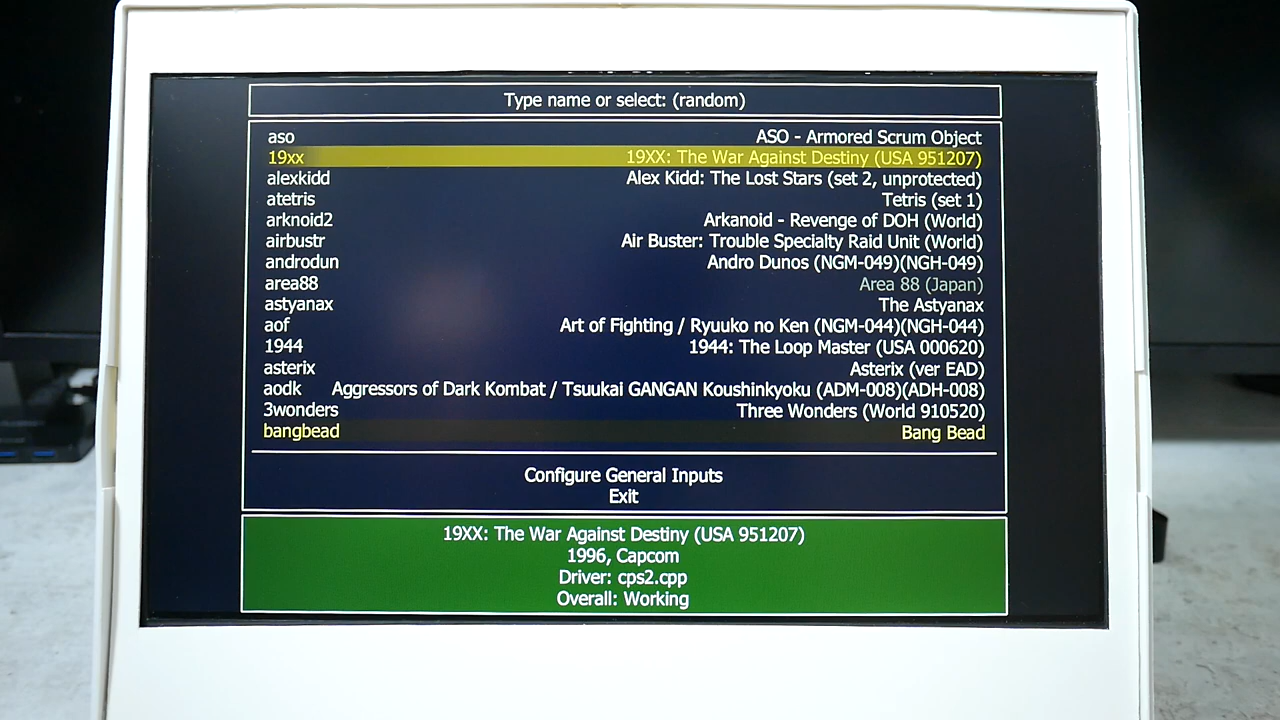 Type name or select: (random)
aso ASO - Armored Scrum Object
19xx 19XX: The War Against Destiny (USA 951207)
alexkidd Alex Kidd: The Lost Stars (set 2, unprotected)
atetris Tetris (set 1)
arknoid2 Arkanoid - Revenge of DOH (World)
airbustr Air Buster: Trouble Specialty Raid Unit (World)
androdun Andro Dunos (NGM-049)(NGH-049)
area88 Area 88 (Japan)
astyanax The Astyanax
aof Art of Fighting / Ryuuko no Ken (NGM-044)(NGH-044)
1944 1944: The Loop Master (USA 000620)
asterix Asterix (ver EAD)
aodk Aggressors of Dark Kombat / Tsuukai GANGAN Koushinkyoku (ADM-008)(ADH-008)
3wonders Three Wonders (World 910520)
bangbead Bang Bead
Configure General Inputs
Exit
19XX: The War Against Destiny (USA 951207)
1996, Capcom
Driver: cps2.cpp
Overall: Working